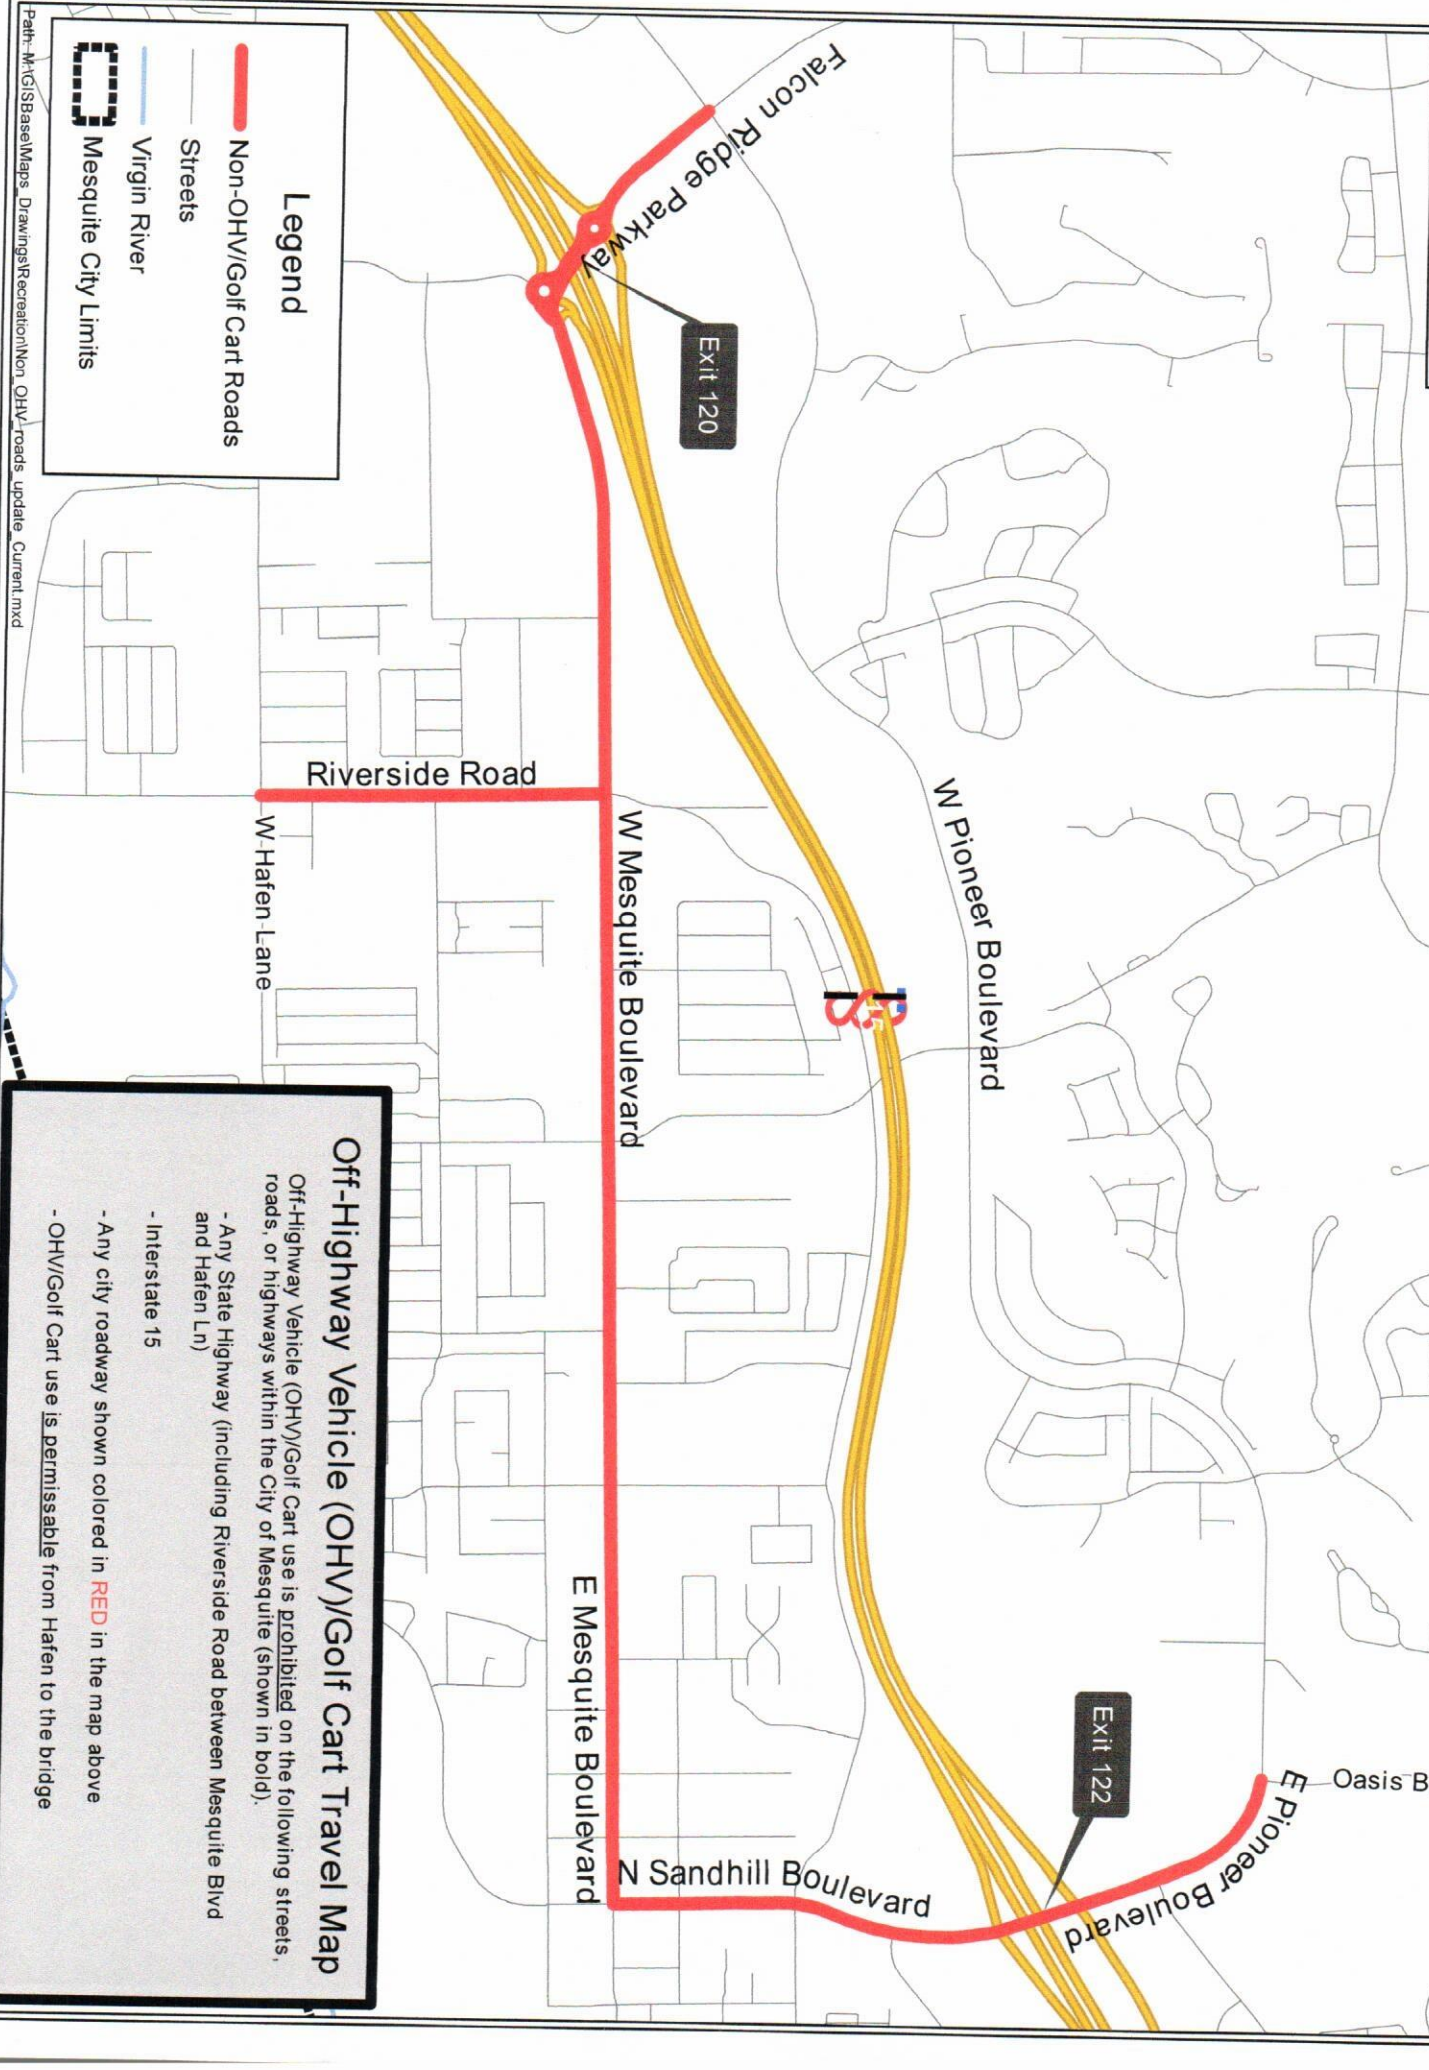 Falcon Ridge Parkway
Exit 120
W Pioneer Boulevard
Exit 122
Oasis B
E Pioneer Boulevard
N Sandhill Boulevard
W Mesquite Boulevard
E Mesquite Boulevard
Riverside Road
W Hafen Lane
Legend
Non-OHV/Golf Cart Roads
Streets
Virgin River
Mesquite City Limits
Off-Highway Vehicle (OHV)/Golf Cart Travel Map
Off-Highway Vehicle (OHV)/Golf Cart use is prohibited on the following streets,
roads, or highways within the City of Mesquite (shown in bold).
- Any State Highway (including Riverside Road between Mesquite Blvd
and Hafen Ln)
- Interstate 15
- Any city roadway shown colored in RED in the map above
- OHV/Golf Cart use is permissable from Hafen to the bridge
Path: M:\GISBase\Maps_Drawings\Recreation\Non_OHV_roads_update_Current.mxd